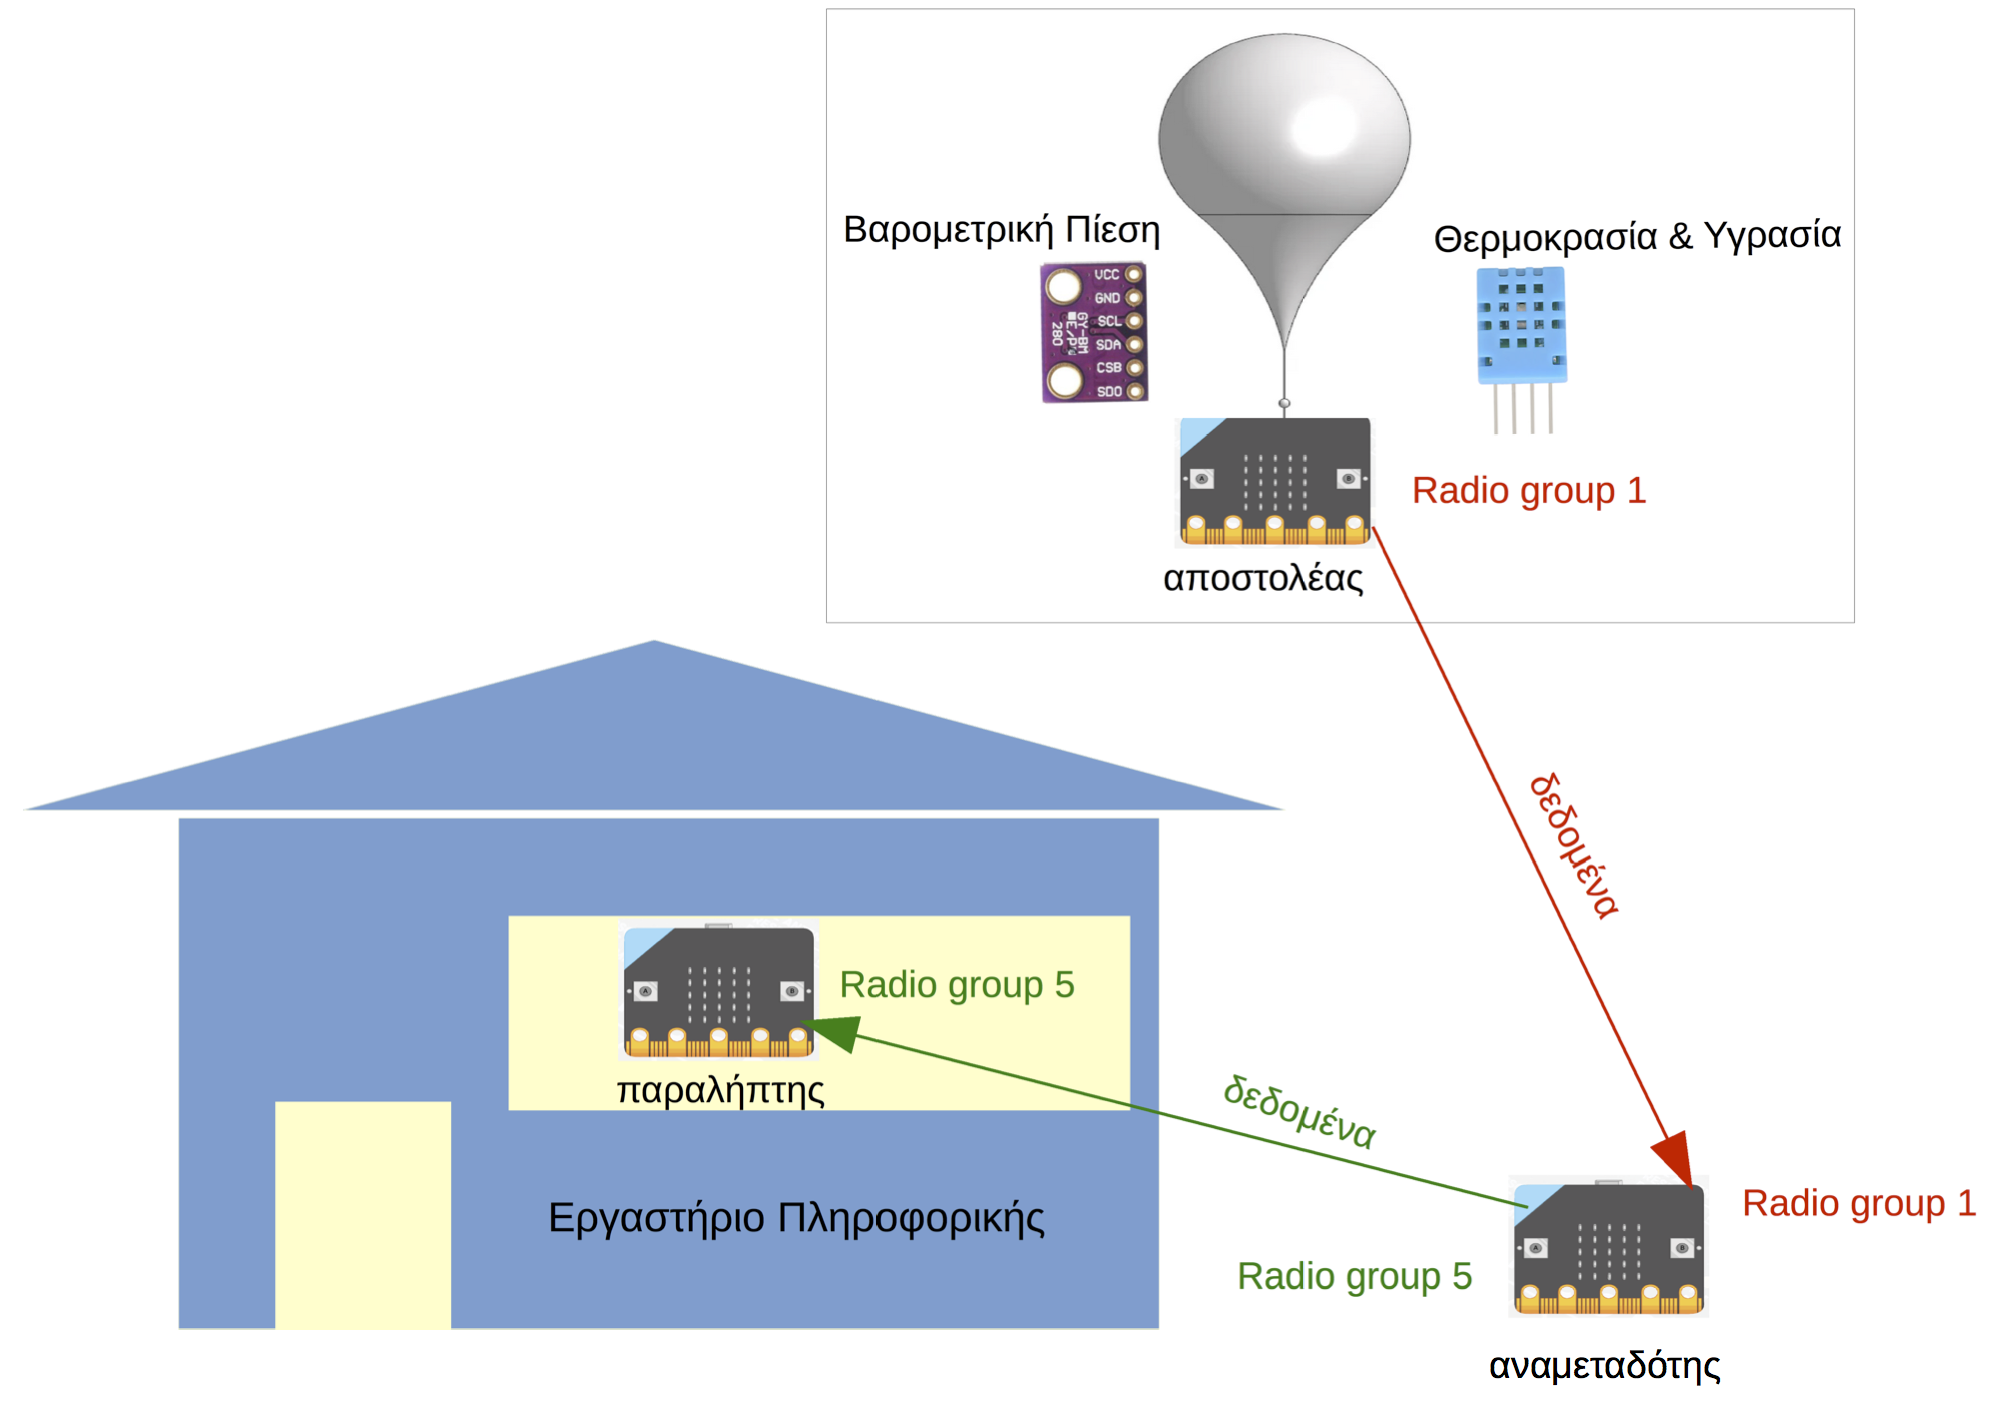 Βαρομετρική Πίεση
Θερμοκρασία & Υγρασία
VCC
GND
SCL
SDA
CSB
SDO
GY-BM
E/P
280
Radio group 1
αποστολέας
δεδομένα
Radio group 5
παραλήπτης
δεδομένα
Εργαστήριο Πληροφορικής
Radio group 1
Radio group 5
αναμεταδότης